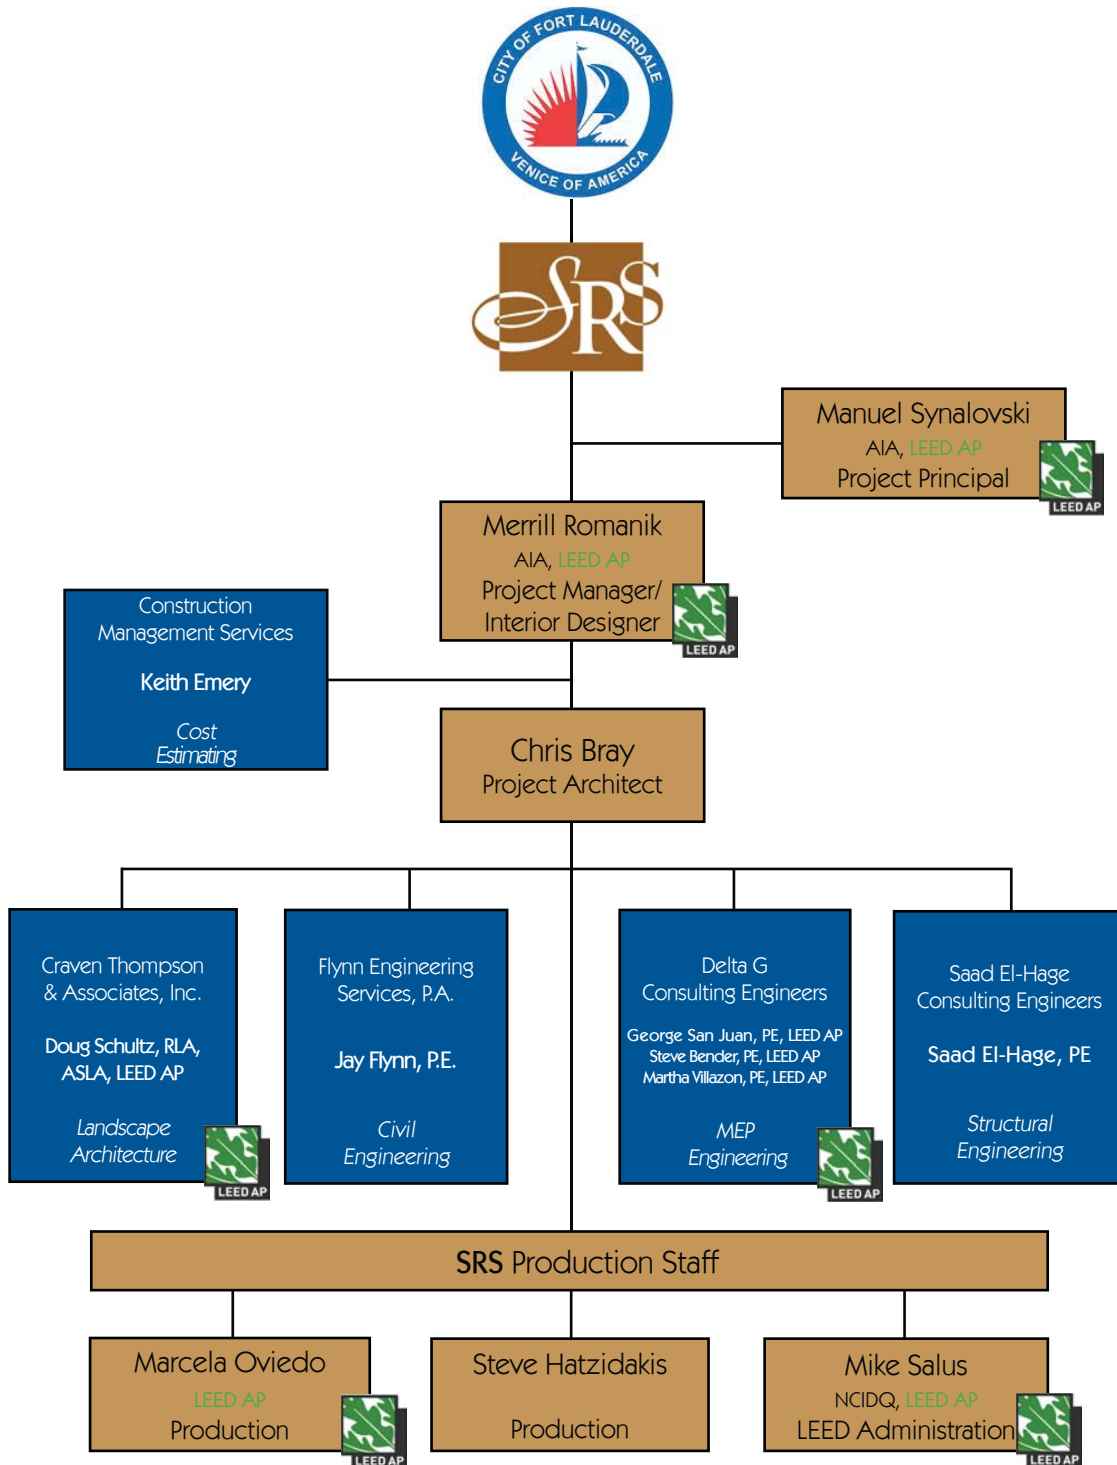 CITY OF FORT LAUDERDALE
VENICE OF AMERICA
SRS
Manuel Synalovski
AIA, LEED AP
Project Principal
LEED AP
Merrill Romanik
AIA, LEED AP
Project Manager/
Interior Designer
LEED AP
Construction
Management Services
Keith Emery
Cost
Estimating
Chris Bray
Project Architect
Craven Thompson
& Associates, Inc.
Doug Schultz, RLA,
ASLA, LEED AP
Landscape
Architecture
LEED AP
Flynn Engineering
Services, P.A.
Jay Flynn, P.E.
Civil
Engineering
Delta G
Consulting Engineers
George San Juan, PE, LEED AP
Steve Bender, PE, LEED AP
Martha Villazon, PE, LEED AP
MEP
Engineering
LEED AP
Saad El-Hage
Consulting Engineers
Saad El-Hage, PE
Structural
Engineering
SRS Production Staff
Marcela Oviedo
LEED AP
Production
LEED AP
Steve Hatzidakis
Production
Mike Salus
NCIDQ, LEED AP
LEED Administration
LEED AP